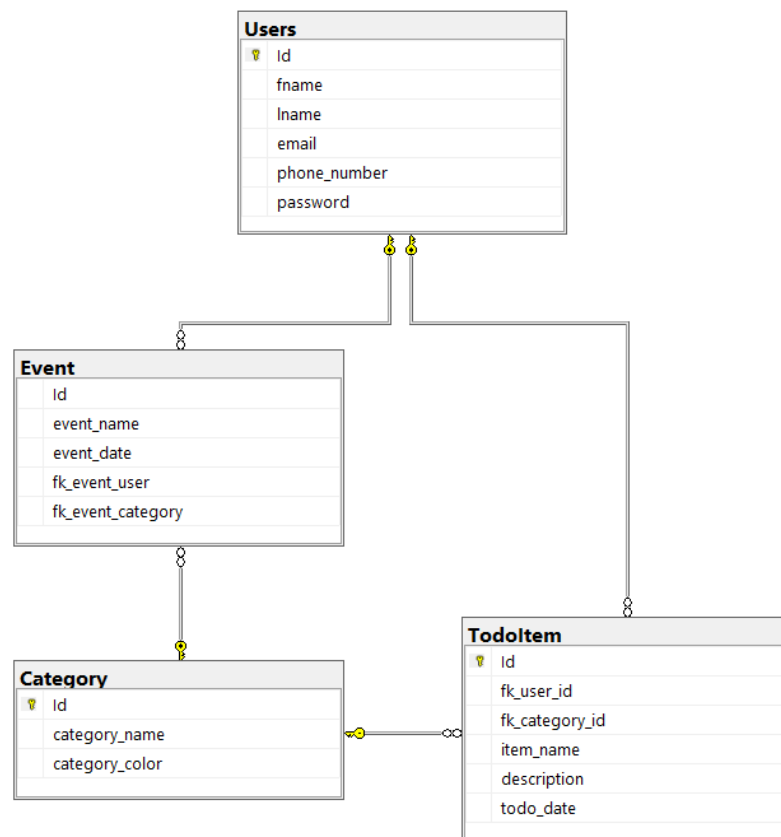 Users
Id
fname
lname
email
phone_number
password
Event
Id
event_name
event_date
fk_event_user
fk_event_category
Category
Id
category_name
category_color
TodoItem
Id
fk_user_id
fk_category_id
item_name
description
todo_date